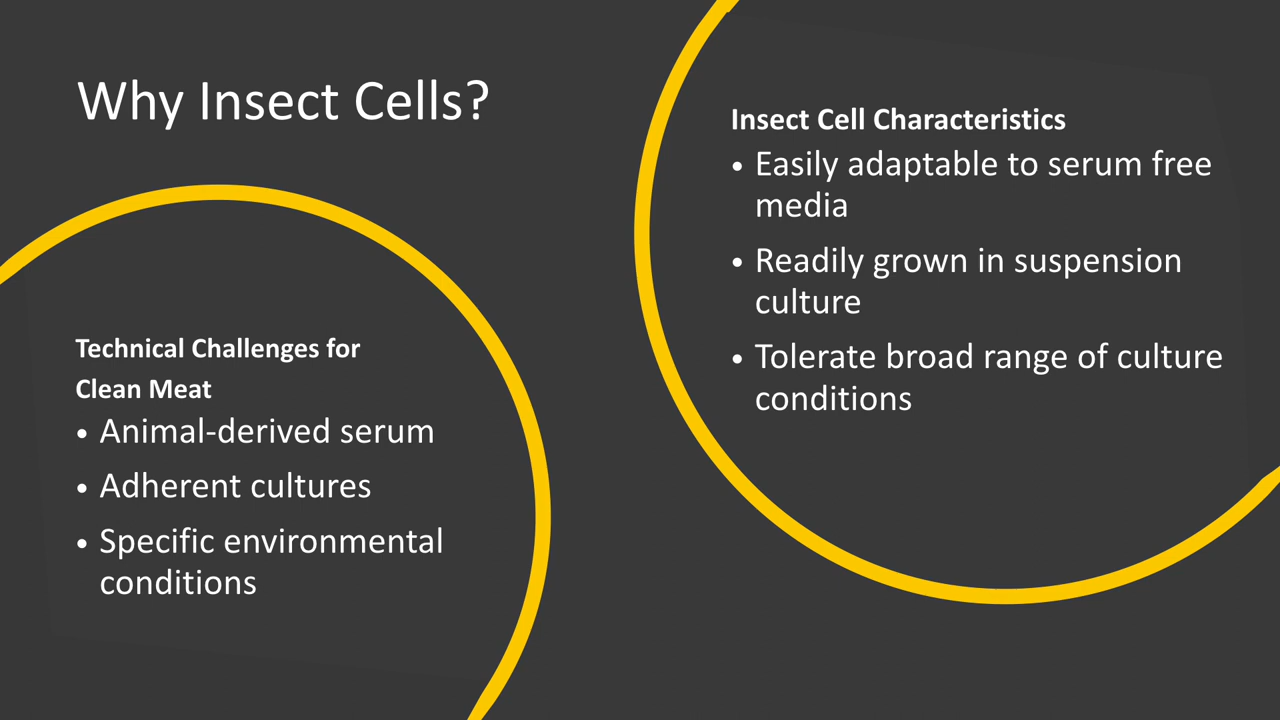 Why Insect Cells?
Technical Challenges for
Clean Meat
• Animal-derived serum
• Adherent cultures
• Specific environmental
conditions
Insect Cell Characteristics
• Easily adaptable to serum free
media
• Readily grown in suspension
culture
• Tolerate broad range of culture
conditions